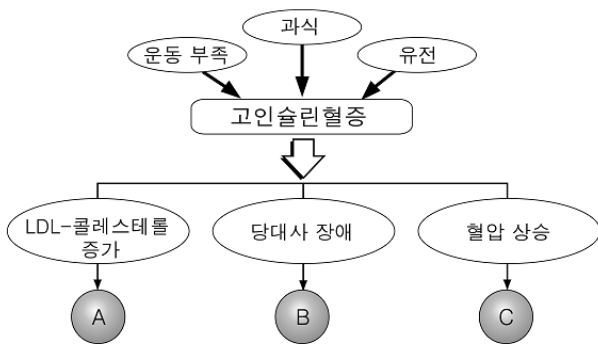 과식
운동 부족
유전
고인슐린혈증
LDL-콜레스테롤
증가
당대사 장애
혈압 상승
A
B
C